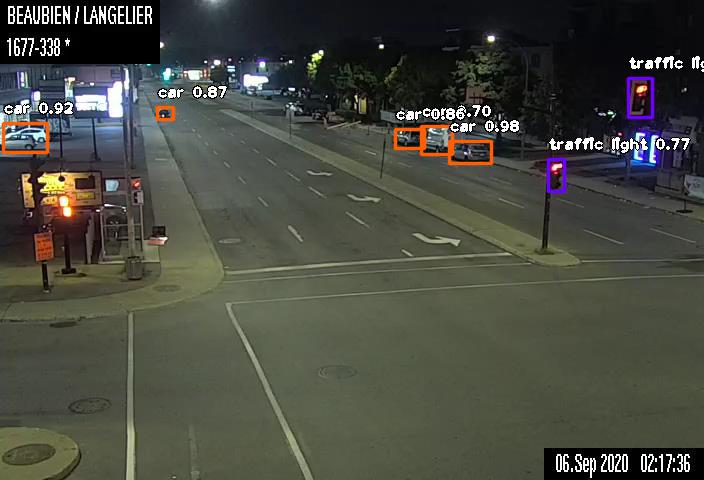 BEAUBIEN / LANGELIER
1677-338 *
traffic lig
car 0.87
car 0.92
car 0.86
0.70
car 0.98
traffic light 0.77
06.Sep 2020 02:17:36